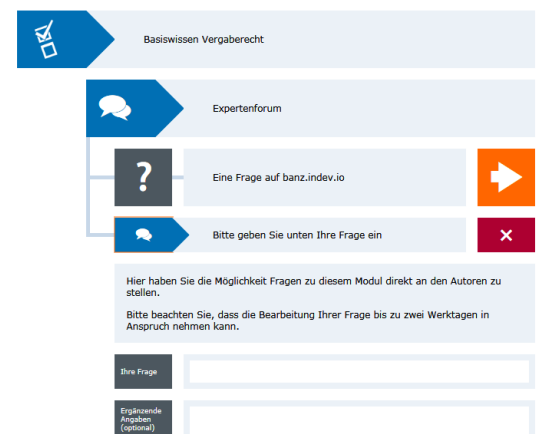 Basiswissen Vergaberecht
Expertenforum
?
Eine Frage auf banz.indev.io
Bitte geben Sie unten Ihre Frage ein
Hier haben Sie die Möglichkeit Fragen zu diesem Modul direkt an den Autoren zu
stellen.
Bitte beachten Sie, dass die Bearbeitung Ihrer Frage bis zu zwei Werktagen in
Anspruch nehmen kann.
Ihre Frage
Ergänzende
Angaben
(optional)